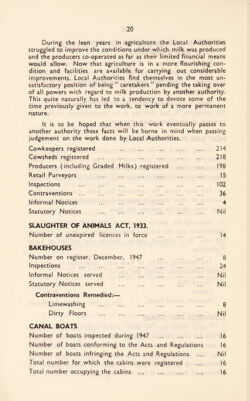 20
During the lean years in agriculture the Local Authorities
struggled to improve the conditions under which milk was produced
and the producers co-operated as far as their limited financial means
would allow. Now that agriculture is in a more flourishing con-
dition and facilities are available for carrying out considerable
improvements, Local Authorities find themselves in the most un-
satisfactory position of being " caretakers " pending the taking over
of all powers with regard to milk production by another authority.
This quite naturally has led to a tendency to devote some of the
time previously given to the work, to work of a more permanent
nature.
It is to be hoped that when this work eventually passes to
another authority these facts will be borne in mind when passing
judgement on the work done by Local Authorities.
Cowkeepers registered ... ... ... ... ... 214
Cowsheds registered ... ... ... ... ... 218
Producers (including Graded Milks) registered ... ... 198
Retail Purveyors ... ... ... ... ... 15
Inspections ... ... ... ... ... ... 102
Contraventions ... ... ... ... ... ... 36
Informal Notices ... ... ... ... ... 4
Statutory Notices ... ... ... ... ... Nil
SLAUGHTER OF ANIMALS ACT, 1933.
Number of unexpired licences in force ... ... ... 14
BAKEHOUSES
Number on register, December, 1947 ... ... ... 8
Inspections ... ... ... ... ... ... 24
Informal Notices served ... ... ... ... Nil
Statutory Notices served ... ... ... ... Nil
Contraventions Remedied:—
Limewashing ... ... ... ... ... 8
Dirty Floors ... ... ... ... ... Nil
CANAL BOATS
Number of boats inspected during 1947 ... ... ... 16
Number of boats conforming to the Acts and Regulations 16
Number of boats infringing the Acts and Regulations ... Nil
Total number for which the cabins were registered ... 16
Total number occupying the cabins ... ... ... ... 16